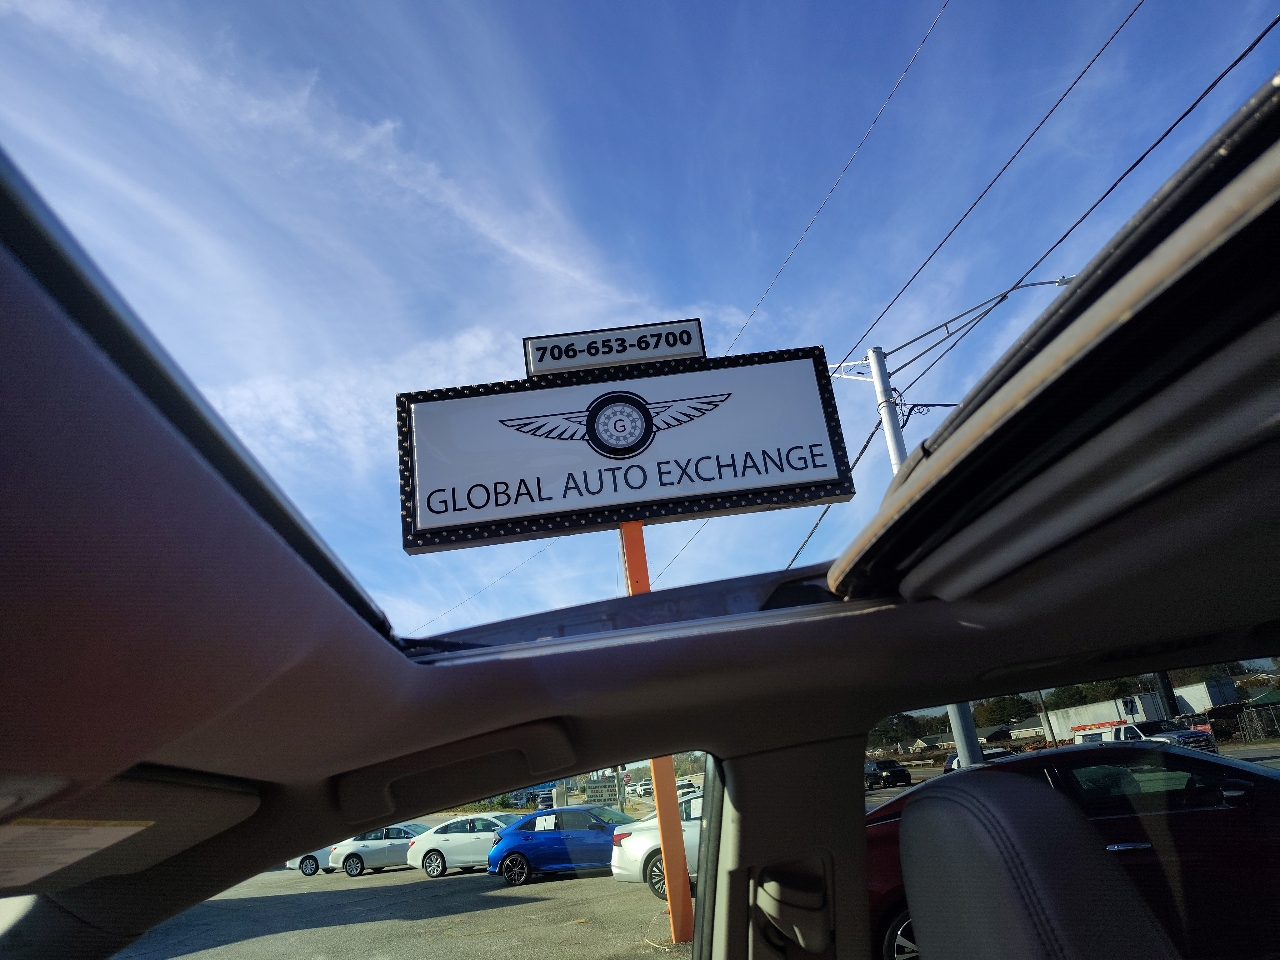 706-653-6700
G
GLOBAL AUTO EXCHANGE